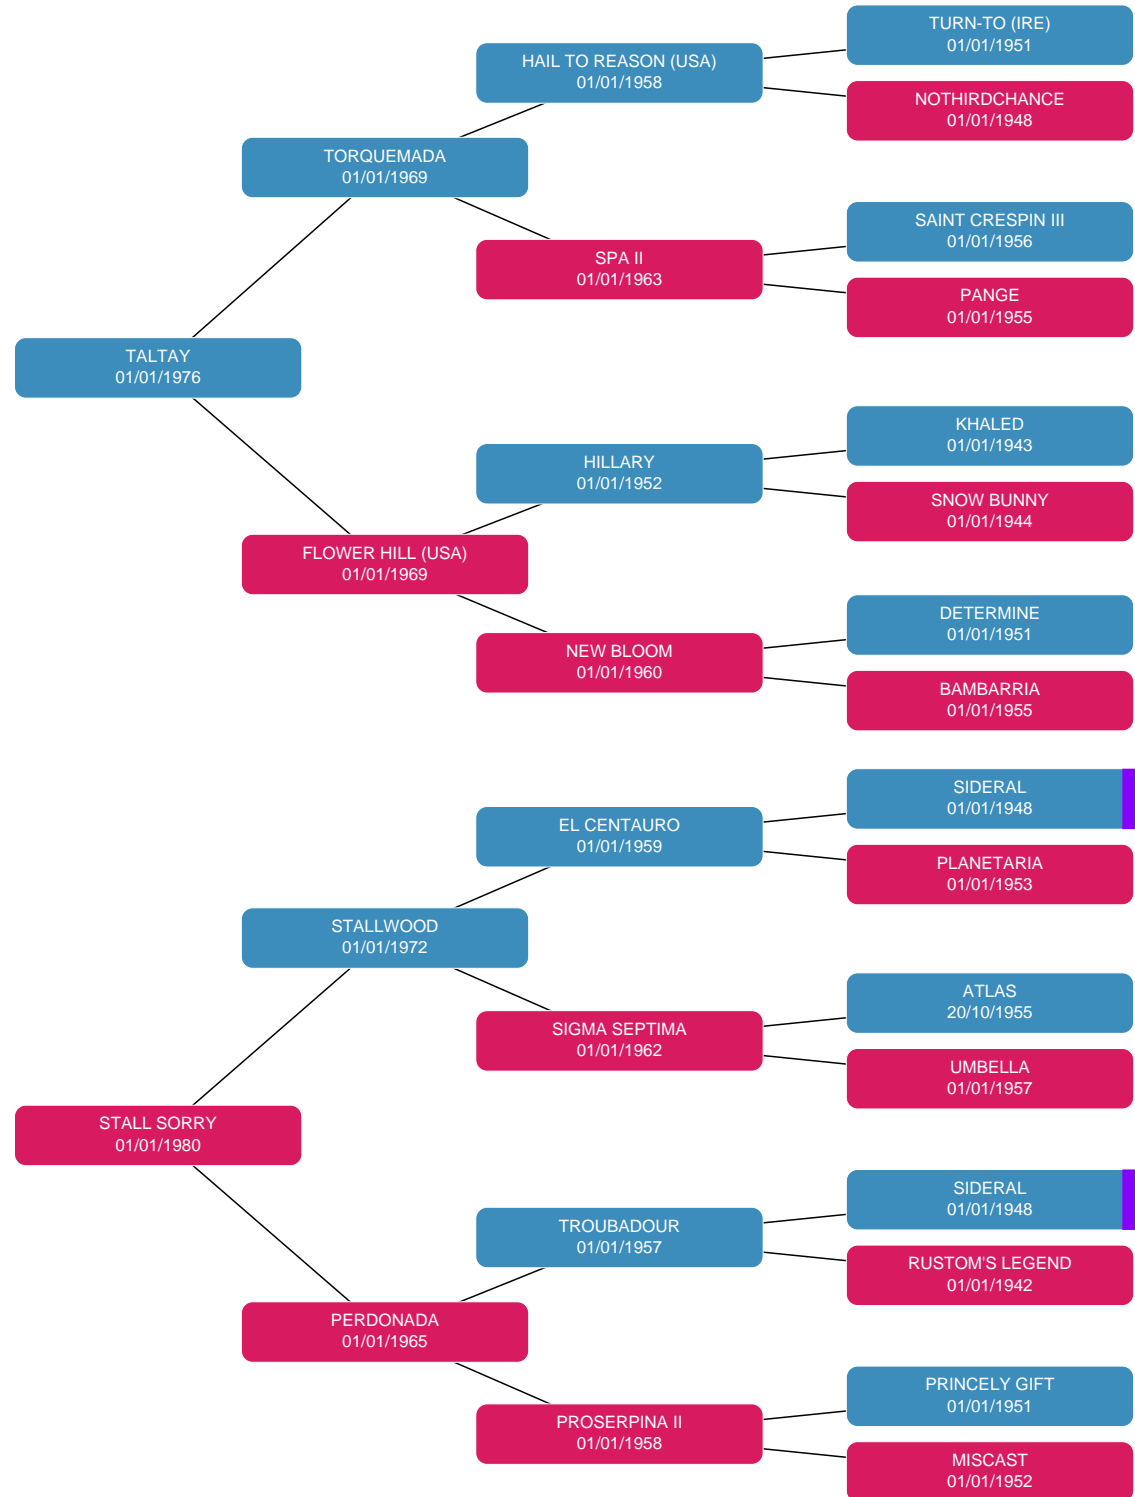 TURN-TO (IRE)
01/01/1951
HAIL TO REASON (USA)
01/01/1958
NOTHIRDCHANCE
01/01/1948
TORQUEMADA
01/01/1969
SAINT CRESPIN III
01/01/1956
SPA II
01/01/1963
PANGE
01/01/1955
TALTAY
01/01/1976
KHALED
01/01/1943
HILLARY
01/01/1952
SNOW BUNNY
01/01/1944
FLOWER HILL (USA)
01/01/1969
DETERMINE
01/01/1951
NEW BLOOM
01/01/1960
BAMBARRIA
01/01/1955
SIDERAL
01/01/1948
EL CENTAURO
01/01/1959
PLANETARIA
01/01/1953
STALLWOOD
01/01/1972
ATLAS
20/10/1955
SIGMA SEPTIMA
01/01/1962
UMBELLA
01/01/1957
STALL SORRY
01/01/1980
SIDERAL
01/01/1948
TROUBADOUR
01/01/1957
RUSTOM'S LEGEND
01/01/1942
PERDONADA
01/01/1965
PRINCELY GIFT
01/01/1951
PROSERPINA II
01/01/1958
MISCAST
01/01/1952